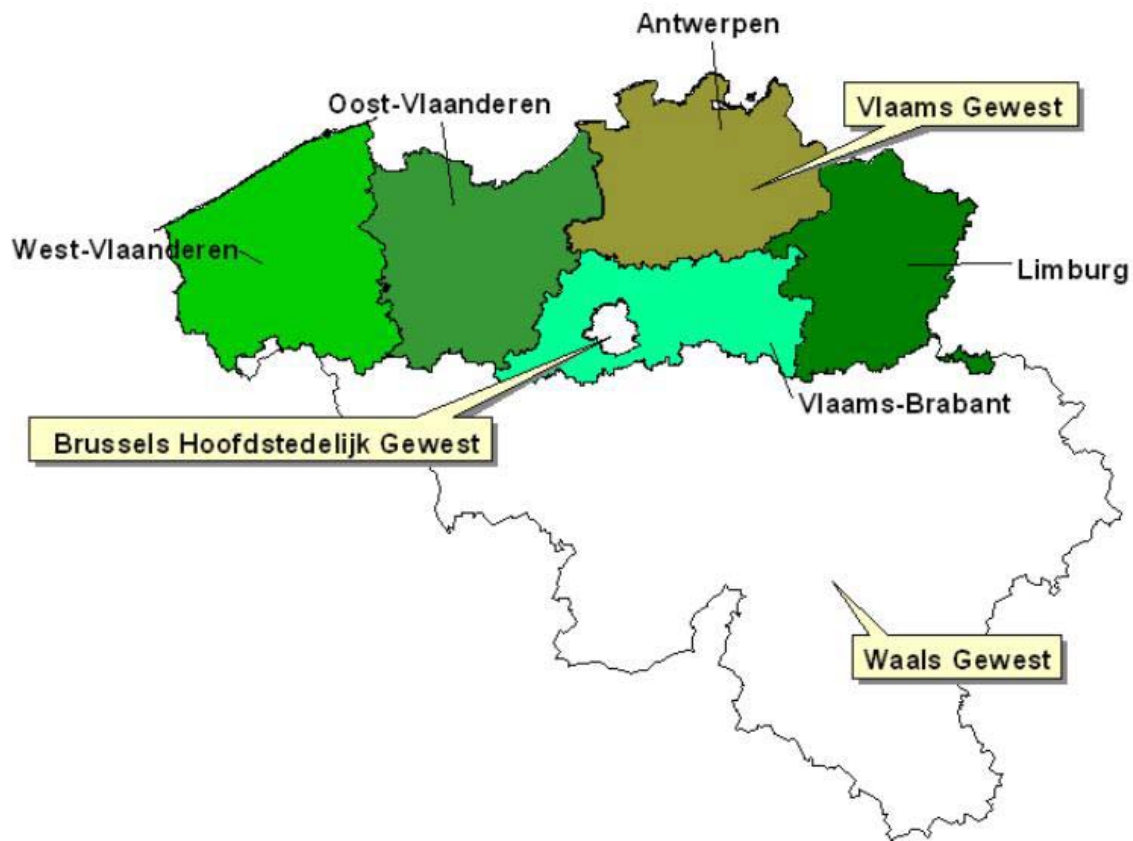 Antwerpen
Oost-Vlaanderen
Vlaams Gewest
West-Vlaanderen
Limburg
Vlaams-Brabant
Brussels Hoofdstedelijk Gewest
Waals Gewest